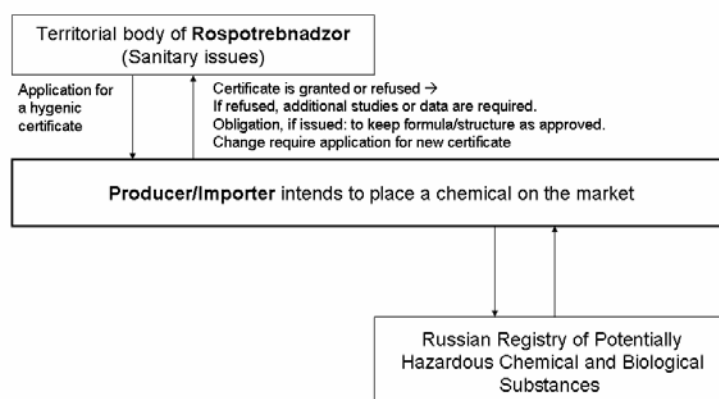 Territorial body of Rospotrebnadzor
(Sanitary issues)
Application for
a hygenic
certificate
Certificate is granted or refused →
If refused, additional studies or data are required.
Obligation, if issued: to keep formula/structure as approved.
Change require application for new certificate
Producer/Importer intends to place a chemical on the market
Russian Registry of Potentially
Hazardous Chemical and Biological
Substances